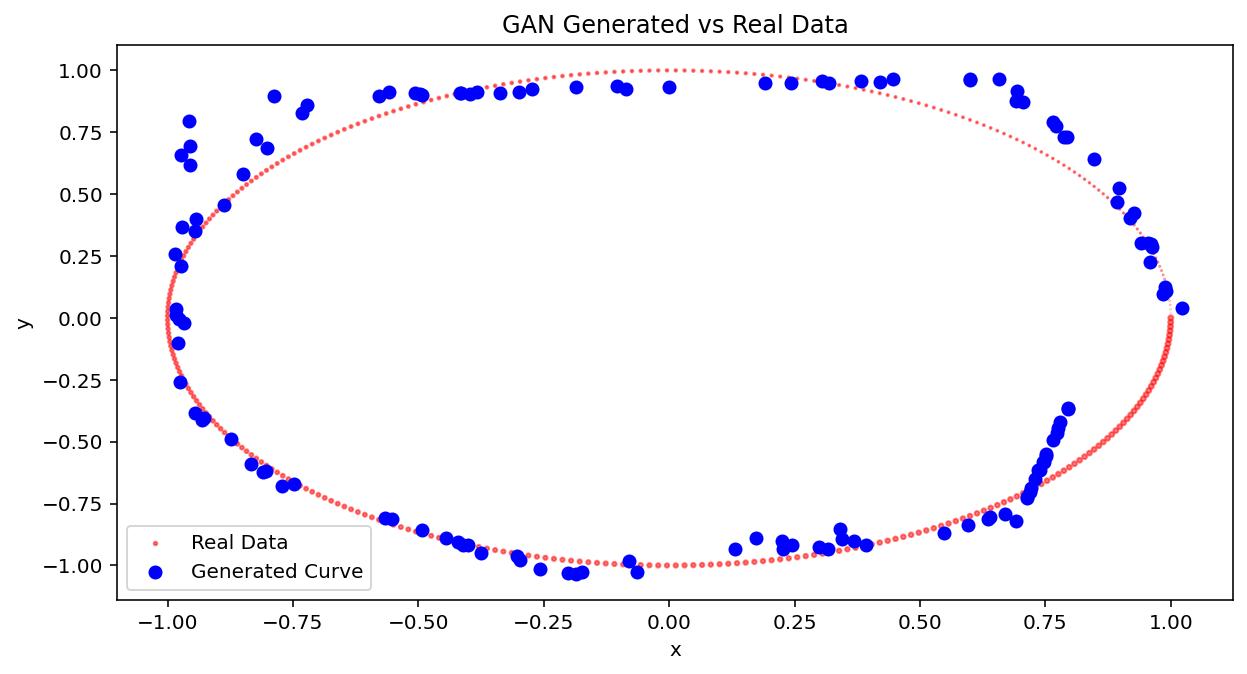 GAN Generated vs Real Data
1.00
0.75
0.50
0.25
0.00
−0.25
−0.50
−0.75
−1.00
y
Real Data
Generated Curve
−1.00 −0.75 −0.50 −0.25 0.00 0.25 0.50 0.75 1.00
x